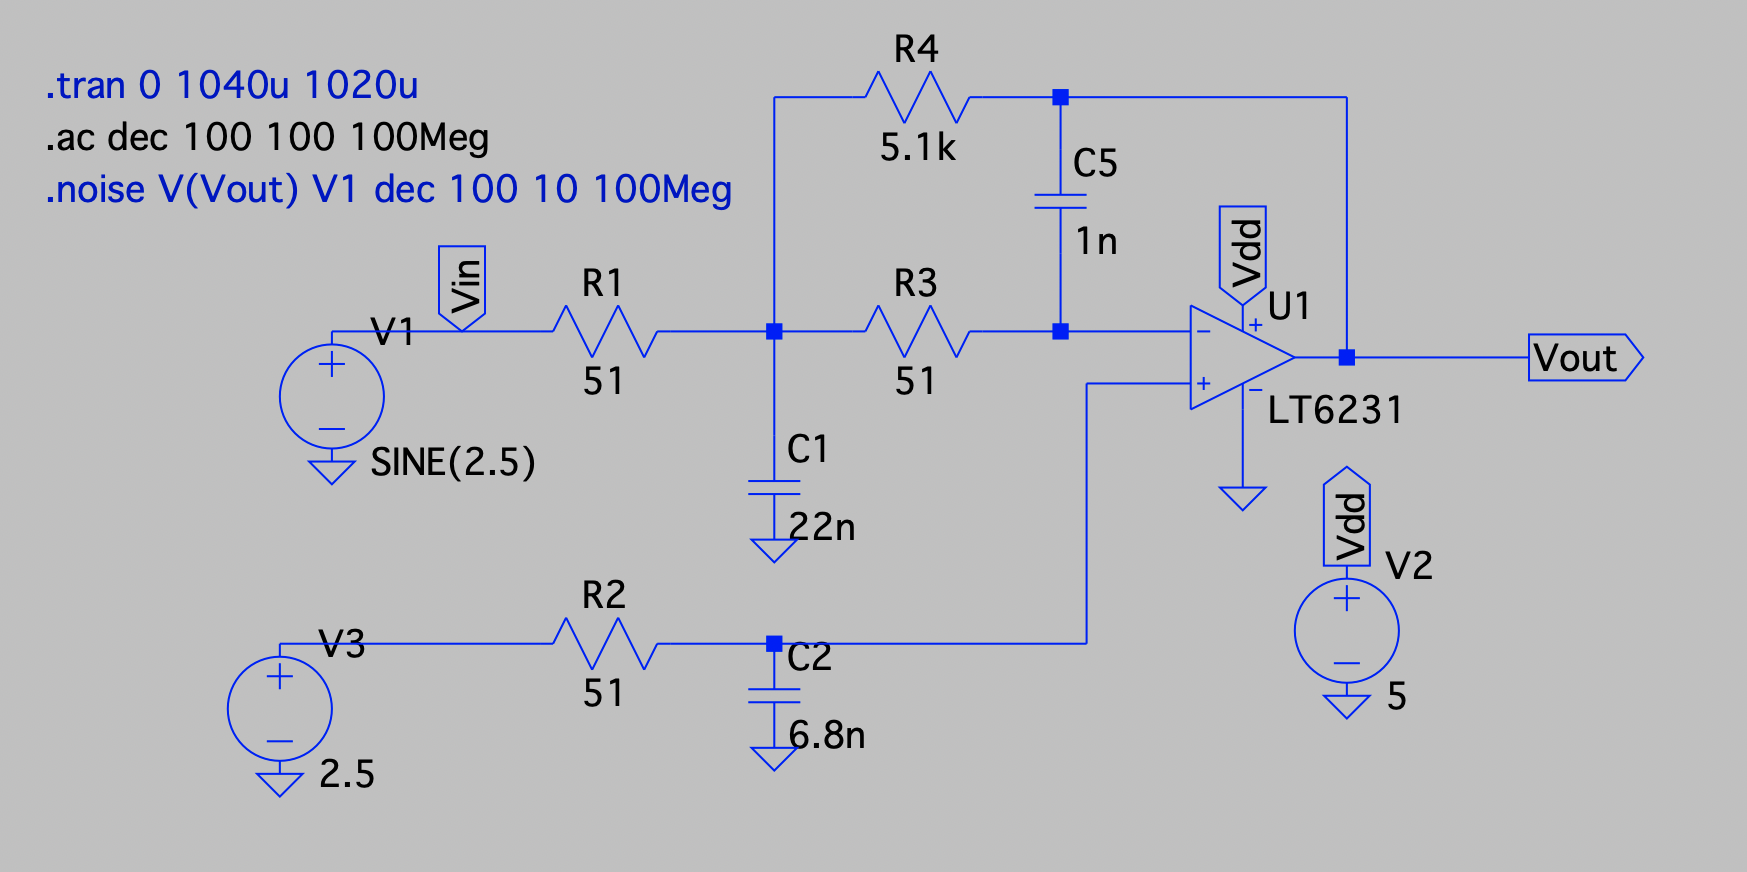 .tran 0 1040u 1020u
.ac dec 100 100 100Meg
.noise V(Vout) V1 dec 100 10 100Meg
R4
5.1k
C5
1n
Vin
V1
SINE(2.5)
R1
51
R3
51
Vdd
U1
LT6231
Vout
C1
22n
V3
2.5
R2
51
C2
6.8n
Vdd
V2
5